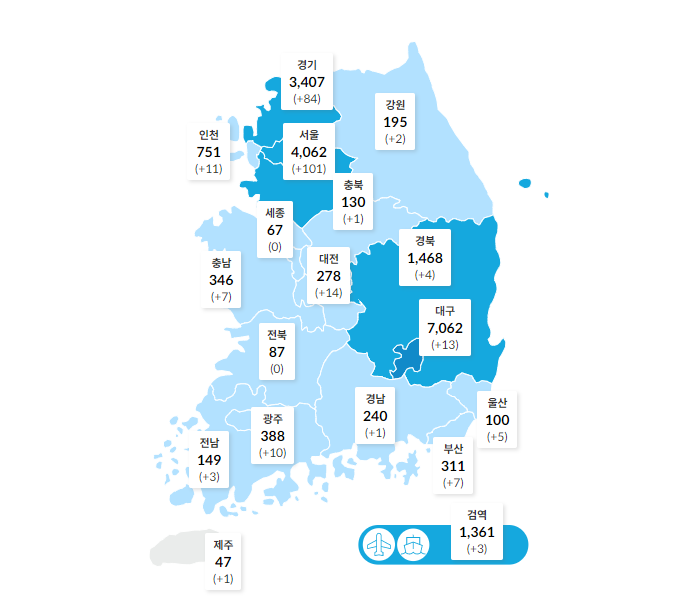 경기
3,407
(+84)
강원
195
(+2)
인천
751
(+11)
서울
4,062
(+101)
충북
130
(+1)
세종
67
(0)
경북
1,468
(+4)
충남
346
(+7)
대전
278
(+14)
대구
7,062
(+13)
전북
87
(0)
경남
240
(+1)
울산
100
(+5)
광주
388
(+10)
전남
149
(+3)
부산
311
(+7)
검역
1,361
(+3)
제주
47
(+1)